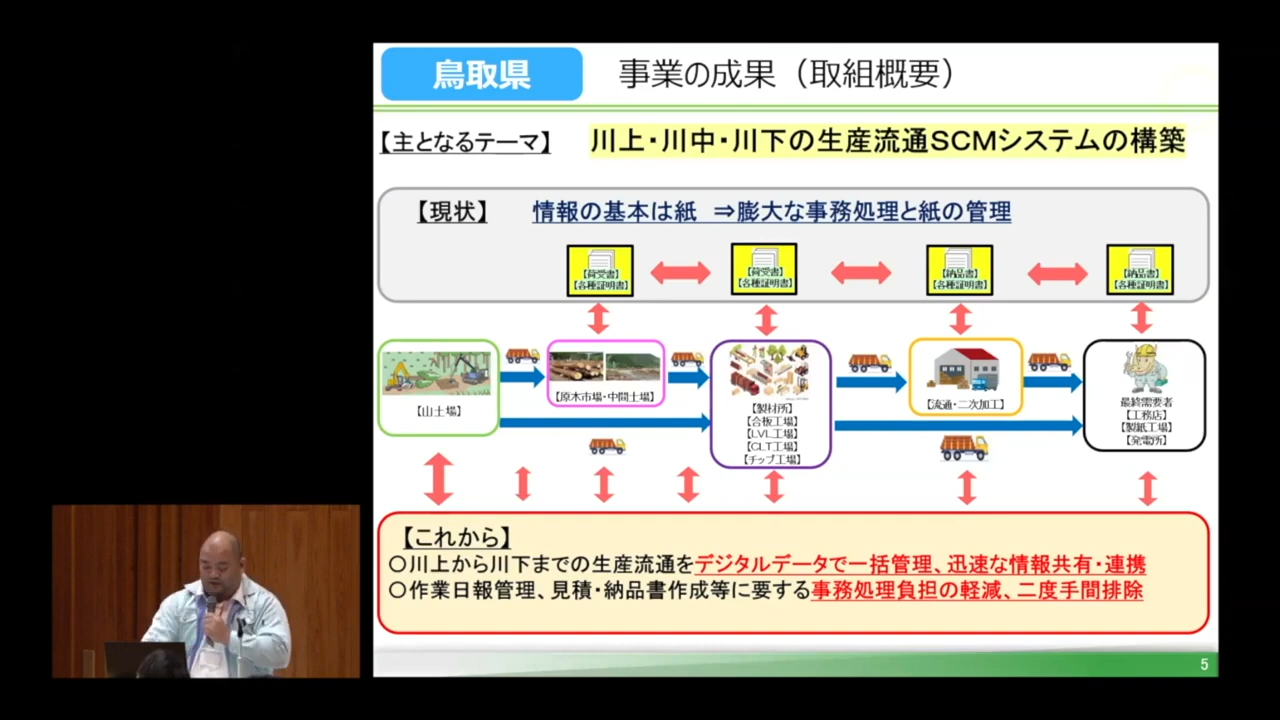 鳥取県
事業の成果（取組概要）
【主となるテーマ】
川上・川中・川下の生産流通SCMシステムの構築
【現状】
情報の基本は紙 ⇒膨大な事務処理と紙の管理
【荷受書】
【各種証明書】
【荷受書】
【各種証明書】
【納品書】
【各種証明書】
【納品書】
【各種証明書】
【山土場】
【原木市場・中間土場】
【製材所】
【合板工場】
【LVL工場】
【CLT工場】
【チップ工場】
【流通・二次加工】
最終需要者
【工務店】
【製紙工場】
【発電所】
【これから】
○川上から川下までの生産流通をデジタルデータで一括管理、迅速な情報共有・連携
○作業日報管理、見積・納品書作成等に要する事務処理負担の軽減、二度手間排除
5